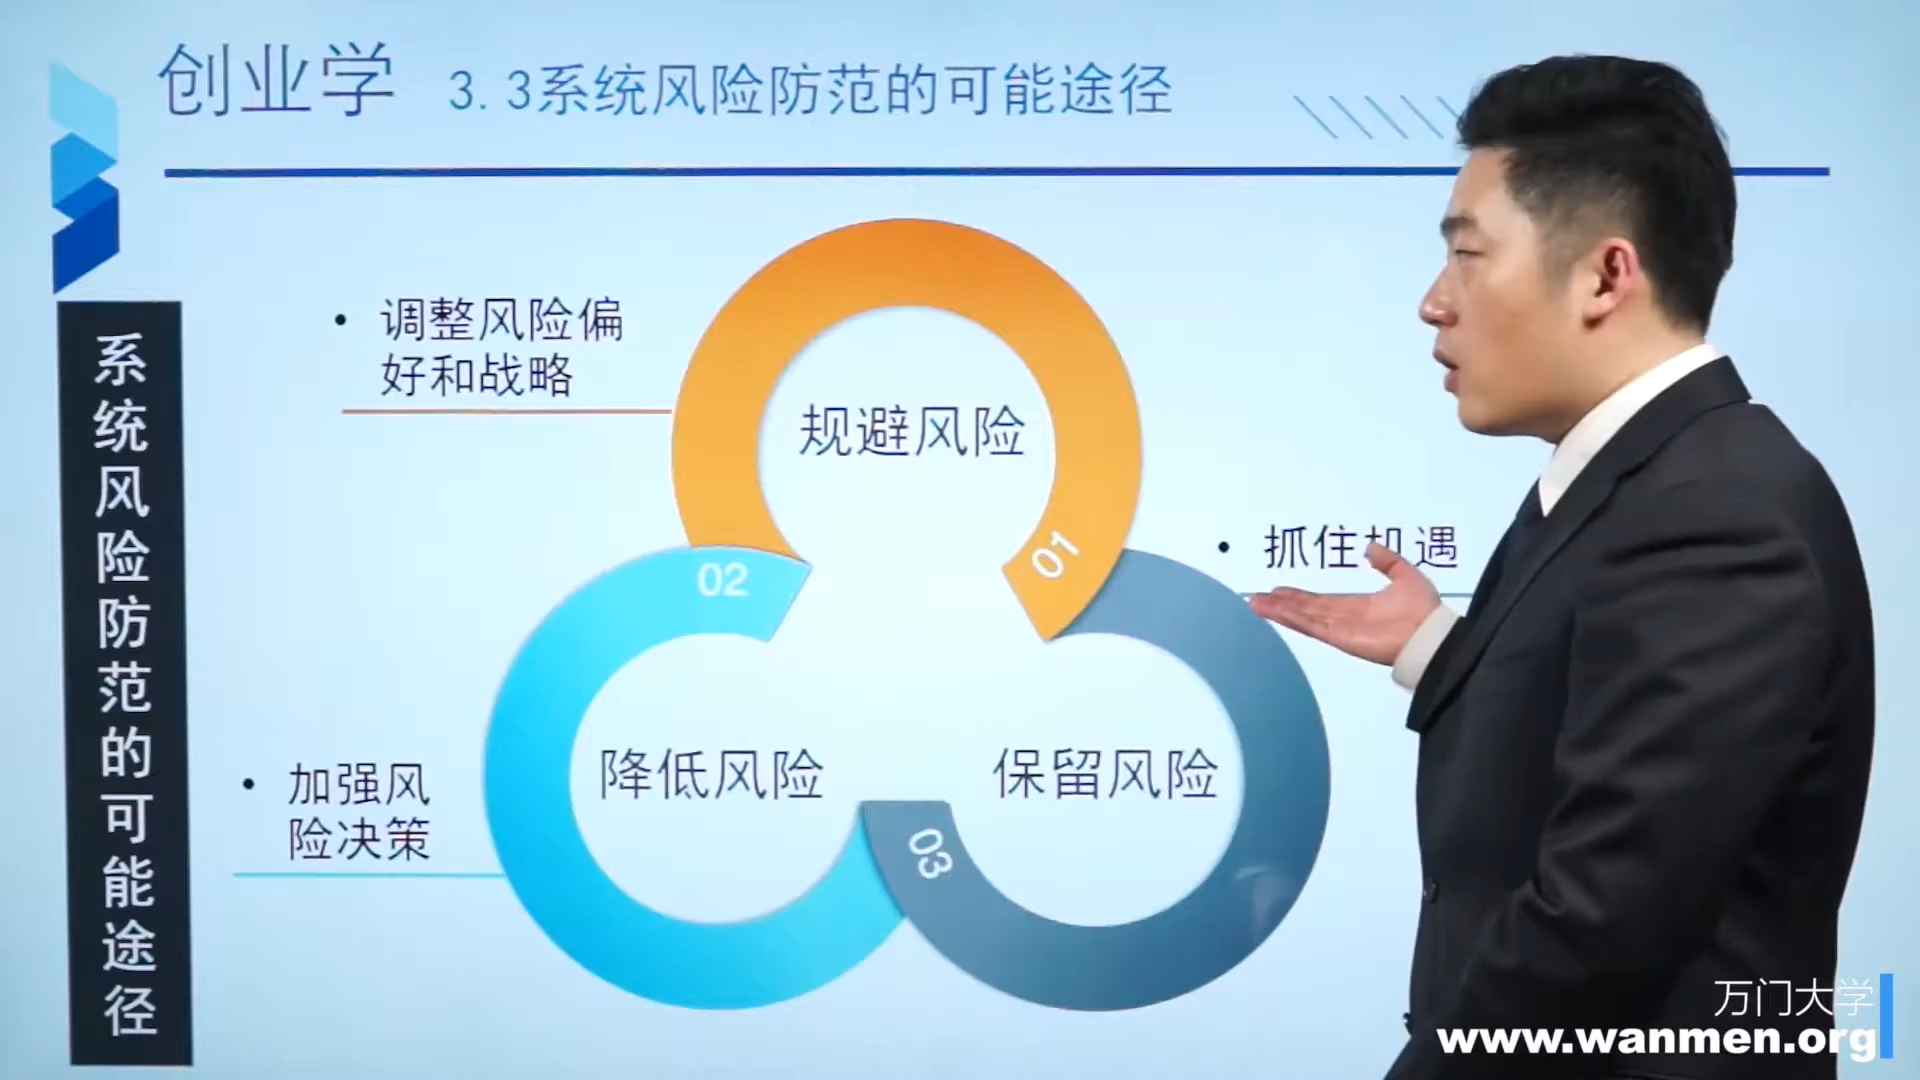 创业学
3.3系统风险防范的可能途径
系统风险防范的可能途径
• 调整风险偏
好和战略
规避风险
01
02
• 抓住机遇
降低风险
保留风险
• 加强风
险决策
03
万门大学
www.wanmen.org